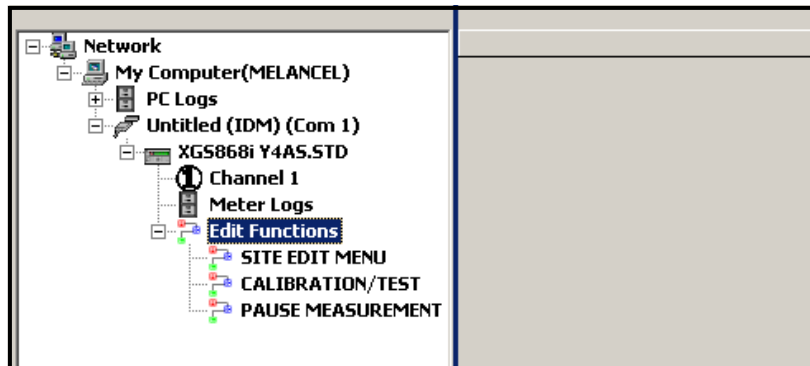 Network
My Computer(MELANCEL)
PC Logs
Untitled (IDM) (Com 1)
XGS868i Y4AS.STD
1 Channel 1
Meter Logs
Edit Functions
SITE EDIT MENU
CALIBRATION/TEST
PAUSE MEASUREMENT